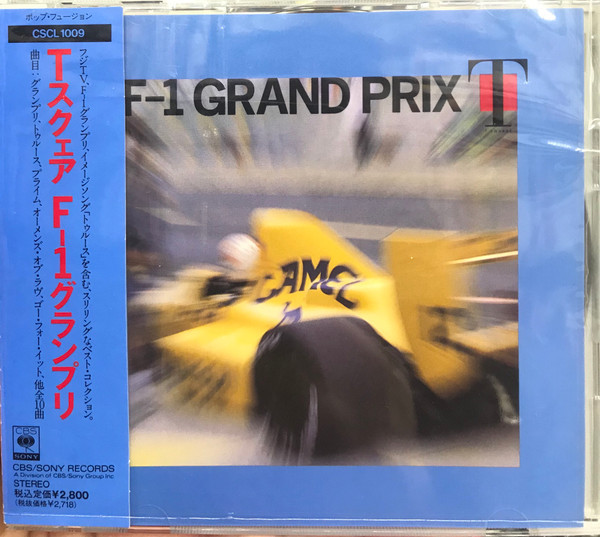 ポップ・フュージョン
CSCL 1009
Tスクェア F-1グランプリ
フジTV、F-1グランプリ・イメージソング「トゥルース」を含む、スリリングなベスト・コレクション。
曲目:グランプリ、トゥルース、プライム、オーメンズ・オブ・ラヴ、ゴー・フォー・イット、他全10曲
CBS
SONY
CBS/SONY RECORDS
A Division of CBS/Sony Group Inc
STEREO
税込定価¥2,800
(税抜価格¥2,718)
F-1 GRAND PRIX T
CAMEL